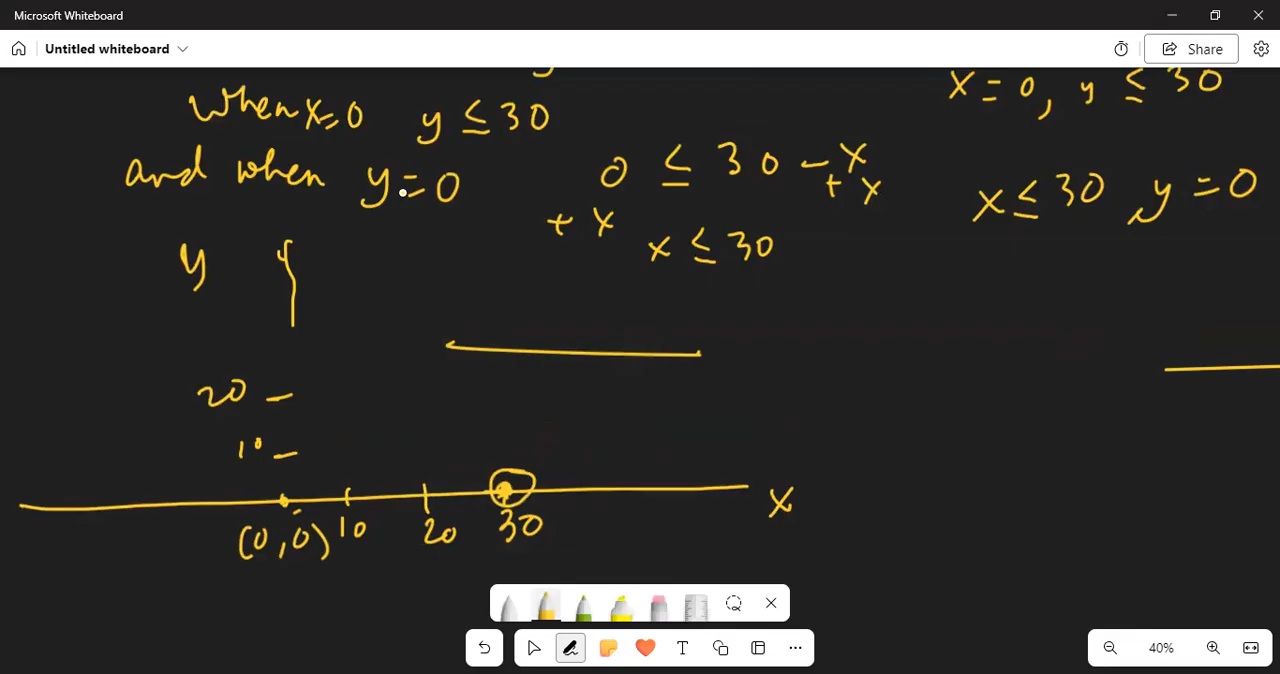 Microsoft Whiteboard
Untitled whiteboard
Share
when x=0 y ≤ 30
x = 0, y ≤ 30
and when y = 0
0 ≤ 30 - x
+ x + x
x ≤ 30
x ≤ 30, y = 0
y
20
10
x
(0,0) 10 20 30
40%